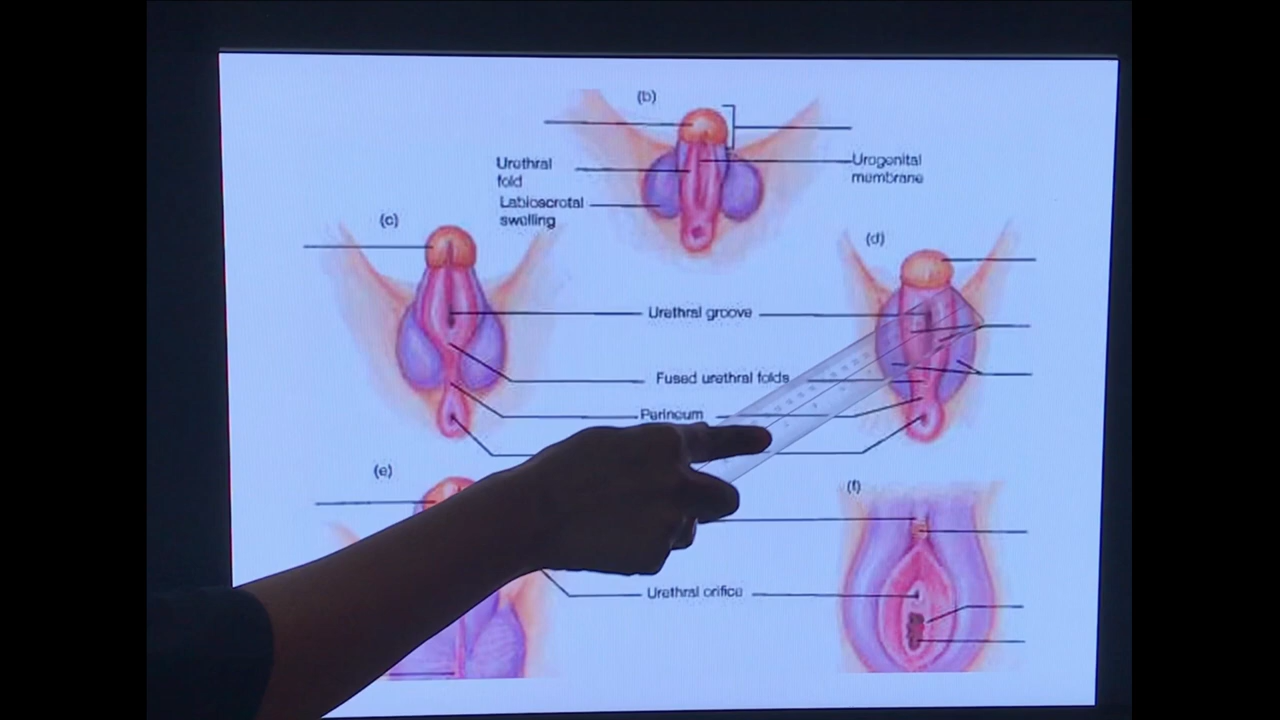 (b)
Urethral
fold
Urogenital
membrane
Labioscrotal
swelling
(c)
(d)
Urethral groove
Fused urethral folds
Perineum
(e)
(f)
Urethral orifice